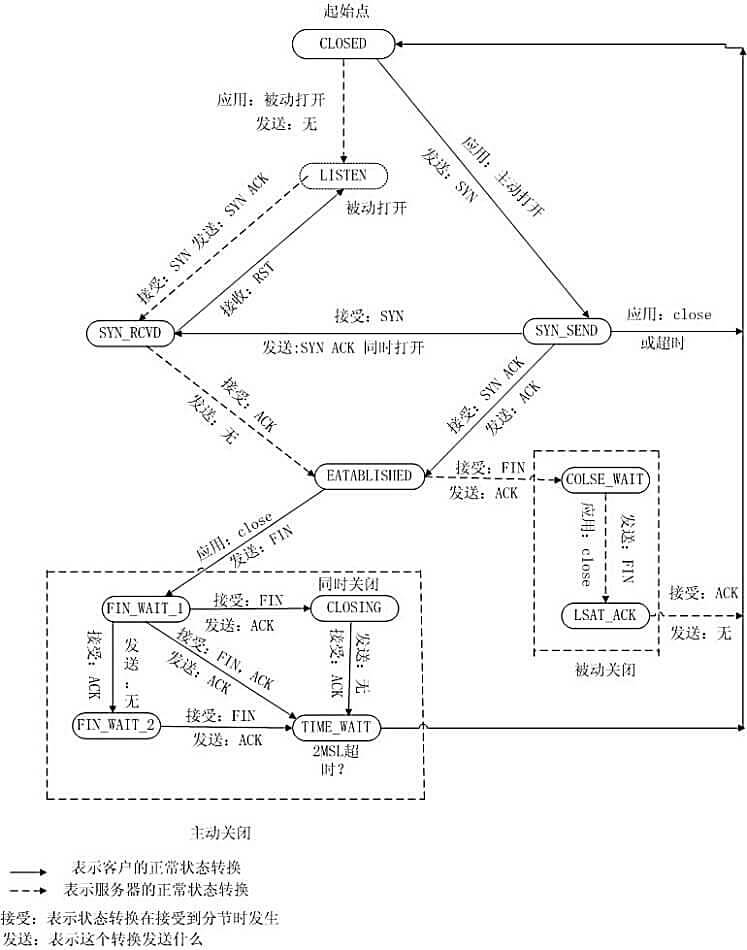 起始点
CLOSED
应用：被动打开
发送：无
应用：主动打开
发送：SYN
LISTEN
被动打开
接受：SYN 发送：SYN ACK
接收：RST
SYN_RCVD
接受：SYN
发送:SYN ACK 同时打开
SYN_SEND
应用：close
或超时
接受：ACK
发送：无
接受：SYN ACK
发送：ACK
EATABLISHED
接受：FIN
发送：ACK
COLSE_WAIT
应用：close
发送：FIN
LSAT_ACK
接受：ACK
发送：无
被动关闭
应用：close
发送：FIN
同时关闭
FIN_WAIT_1
接受：FIN
发送：ACK
CLOSING
接受：ACK
发送：无
接受：FIN, ACK
发送：ACK
接受：ACK
发送：无
FIN_WAIT_2
接受：FIN
发送：ACK
TIME_WAIT
2MSL超
时？
主动关闭
表示客户的正常状态转换
表示服务器的正常状态转换
接受：表示状态转换在接受到分节时发生
发送：表示这个转换发送什么